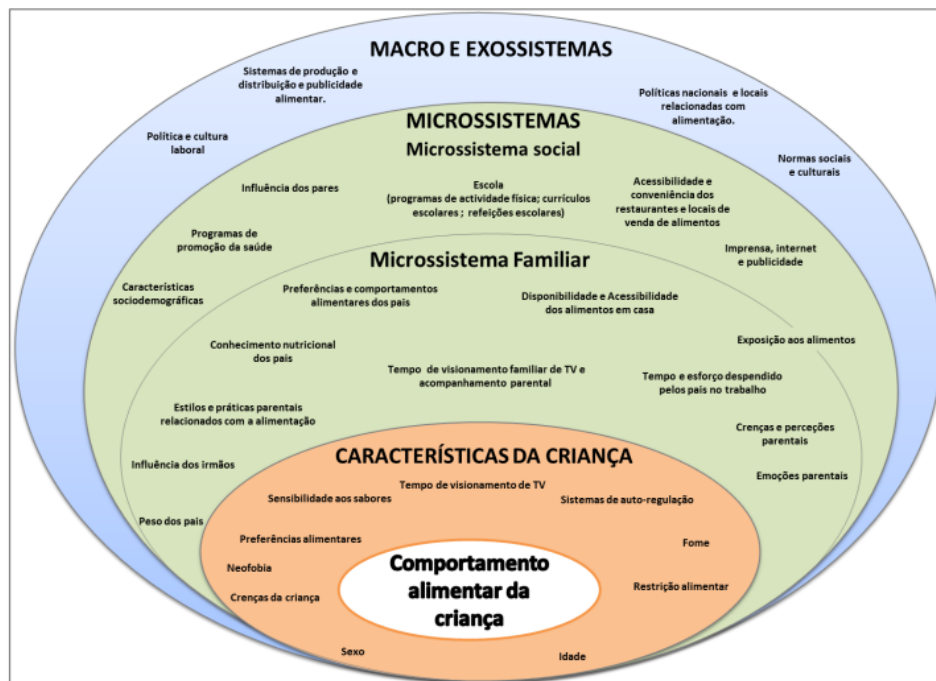 MACRO E EXOSSISTEMAS
Sistemas de produção e
distribuição e publicidade
alimentar.
Políticas nacionais e locais
relacionadas com
alimentação.
Política e cultura
laboral
Normas sociais
e culturais
MICROSSISTEMAS
Microssistema social
Influência dos pares
Escola
(programas de actividade física; currículos
escolares ; refeições escolares)
Acessibilidade e
conveniência dos
restaurantes e locais de
venda de alimentos
Programas de
promoção da saúde
Imprensa, internet
e publicidade
Características
sociodemográficas
Microssistema Familiar
Preferências e comportamentos
alimentares dos pais
Disponibilidade e Acessibilidade
dos alimentos em casa
Exposição aos alimentos
Conhecimento nutricional
dos pais
Tempo de visionamento familiar de TV e
acompanhamento parental
Tempo e esforço despendido
pelos pais no trabalho
Estilos e práticas parentais
relacionados com a alimentação
Crenças e perceções
parentais
Influência dos irmãos
Emoções parentais
Peso dos pais
CARACTERÍSTICAS DA CRIANÇA
Tempo de visionamento de TV
Sensibilidade aos sabores
Sistemas de auto-regulação
Preferências alimentares
Fome
Neofobia
Restrição alimentar
Crenças da criança
Comportamento
alimentar da
criança
Sexo
Idade